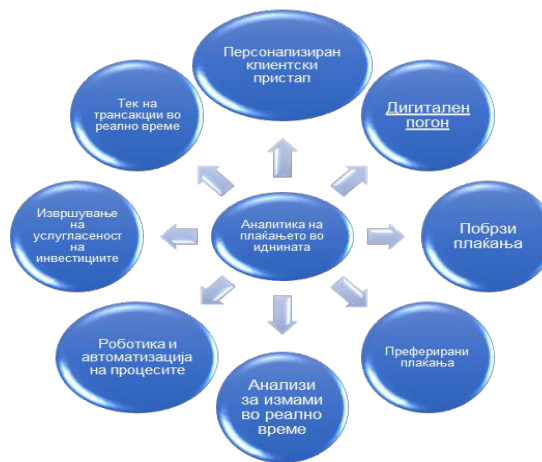 Персонализиран
клиентски
пристап
Тек на
трансакции во
реално време
Дигитален
погон
Извршување
на
услугласеност
на
инвестициите
Аналитика на
плаќањето во
иднината
Побрзи
плаќања
Роботика и
автоматизација
на процесите
Преферирани
плаќања
Анализи
за измами
во реално
време